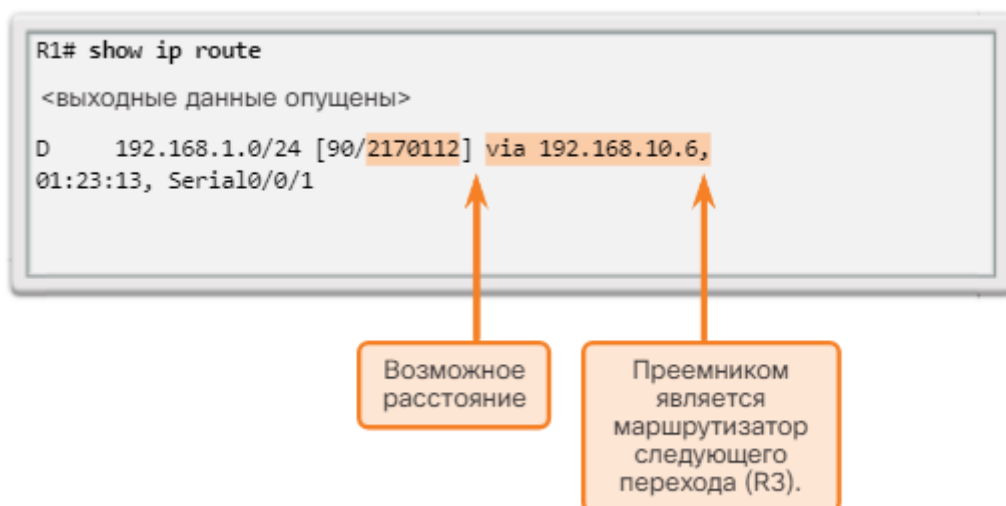 R1# show ip route
<выходные данные опущены>
D 192.168.1.0/24 [90/2170112] via 192.168.10.6,
01:23:13, Serial0/0/1
Возможное
расстояние
Преемником
является
маршрутизатор
следующего
перехода (R3).